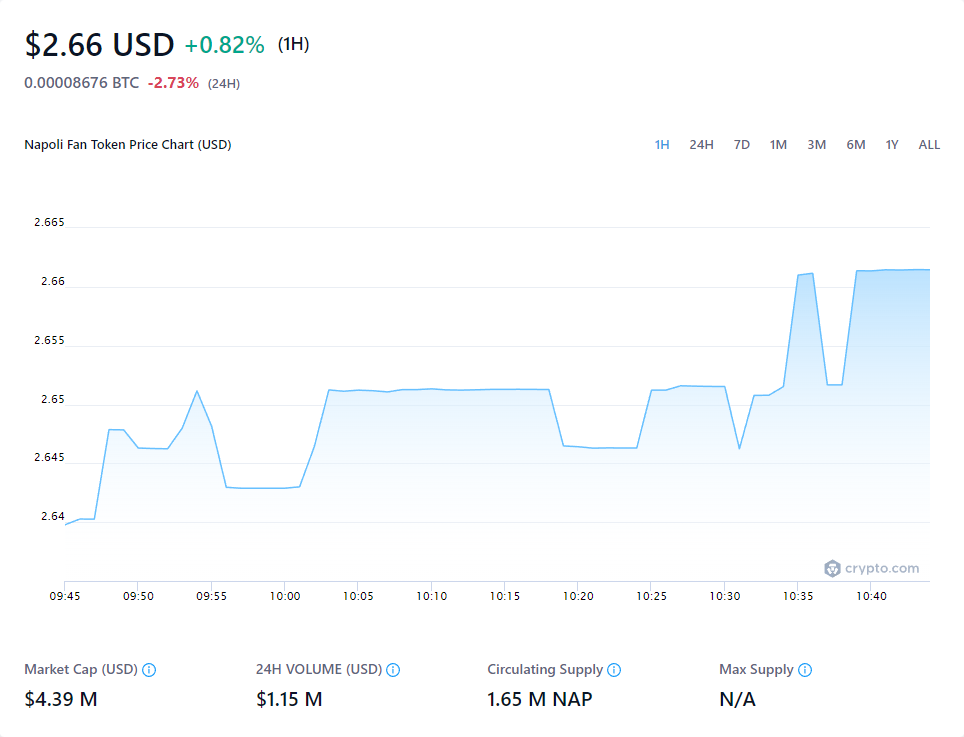 $2.66 USD +0.82% (1H)
0.00008676 BTC -2.73% (24H)
Napoli Fan Token Price Chart (USD) 1H 24H 7D 1M 3M 6M 1Y ALL
2.665
2.66
2.655
2.65
2.645
2.64
crypto.com
09:45 09:50 09:55 10:00 10:05 10:10 10:15 10:20 10:25 10:30 10:35 10:40
Market Cap (USD) 24H VOLUME (USD) Circulating Supply Max Supply
$4.39 M $1.15 M 1.65 M NAP N/A